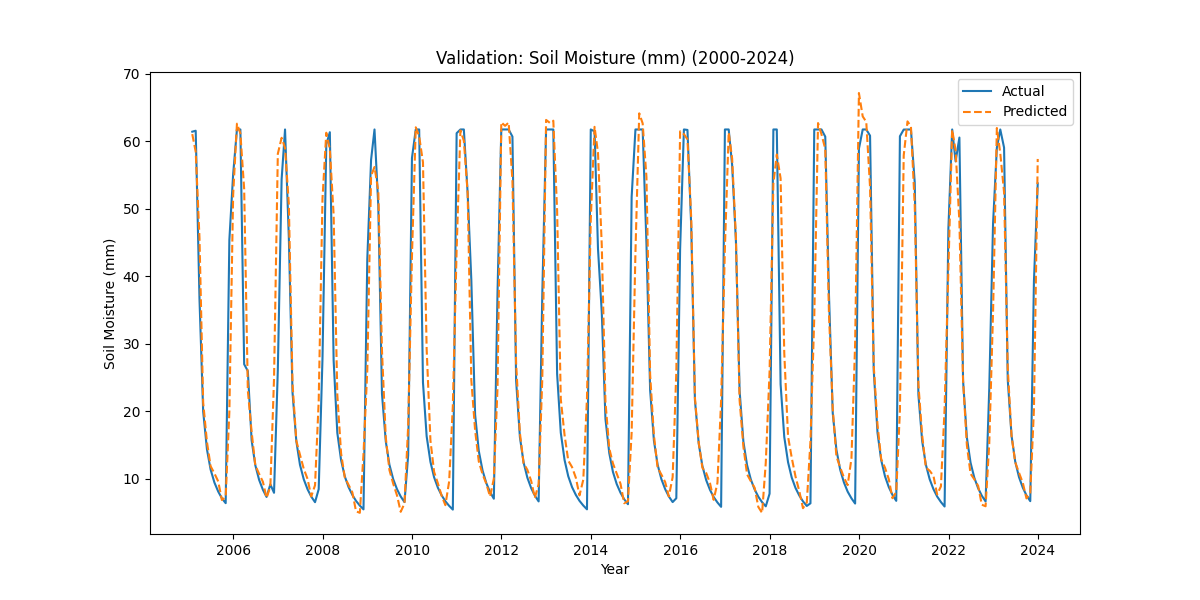 Validation: Soil Moisture (mm) (2000-2024)
Actual
Predicted
70
60
50
40
30
20
10
Soil Moisture (mm)
2006 2008 2010 2012 2014 2016 2018 2020 2022 2024
Year